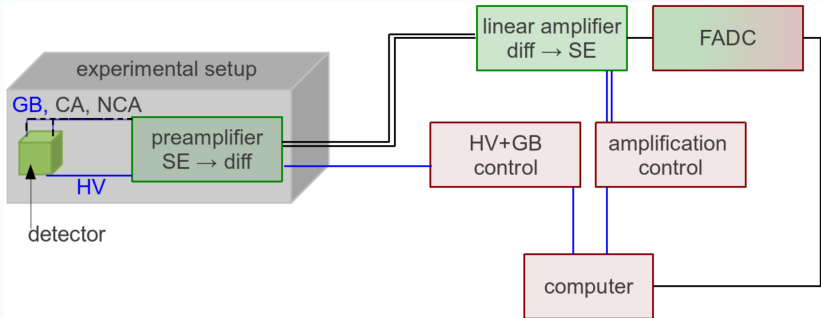 linear amplifier
diff → SE
FADC
experimental setup
GB, CA, NCA
preamplifier
SE → diff
HV+GB
control
amplification
control
HV
detector
computer